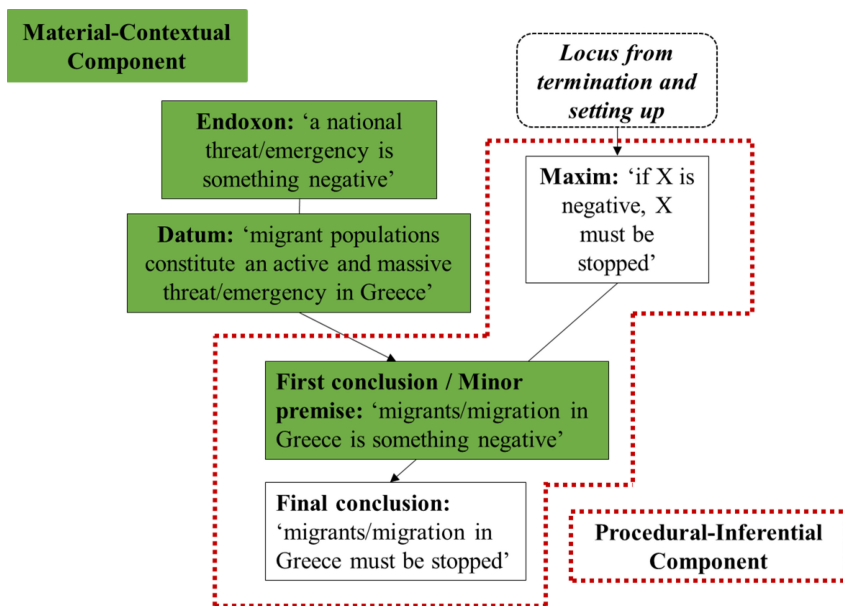 Material-Contextual
Component
Locus from
termination and
setting up
Endoxon: ‘a national
threat/emergency is
something negative’
Maxim: ‘if X is
negative, X
must be
stopped’
Datum: ‘migrant populations
constitute an active and massive
threat/emergency in Greece’
First conclusion / Minor
premise: ‘migrants/migration in
Greece is something negative’
Final conclusion:
‘migrants/migration in
Greece must be stopped’
Procedural-Inferential
Component